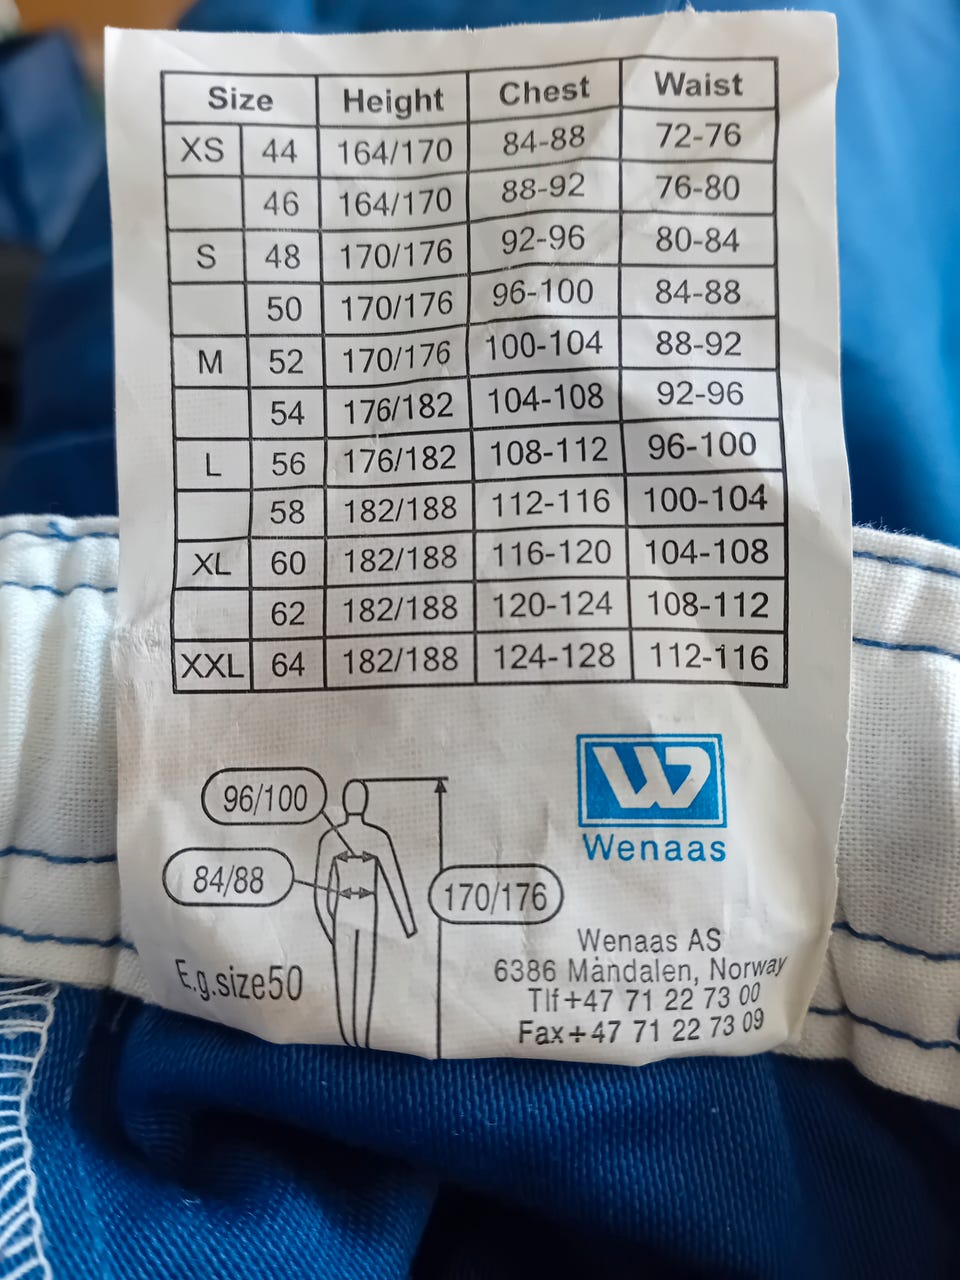 Size Height Chest Waist
XS 44 164/170 84-88 72-76
46 164/170 88-92 76-80
S 48 170/176 92-96 80-84
50 170/176 96-100 84-88
M 52 170/176 100-104 88-92
54 176/182 104-108 92-96
L 56 176/182 108-112 96-100
58 182/188 112-116 100-104
XL 60 182/188 116-120 104-108
62 182/188 120-124 108-112
XXL 64 182/188 124-128 112-116
96/100
84/88
170/176
E.g.size50
W
Wenaas
Wenaas AS
6386 Måndalen, Norway
Tlf+47 71 22 73 00
Fax+47 71 22 73 09